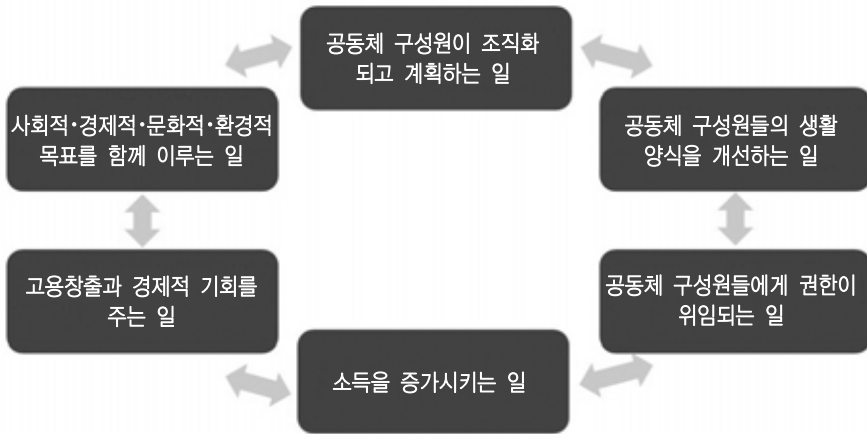 공동체 구성원이 조직화
되고 계획하는 일
사회적·경제적·문화적·환경적
목표를 함께 이루는 일
공동체 구성원들의 생활
양식을 개선하는 일
고용창출과 경제적 기회를
주는 일
공동체 구성원들에게 권한이
위임되는 일
소득을 증가시키는 일